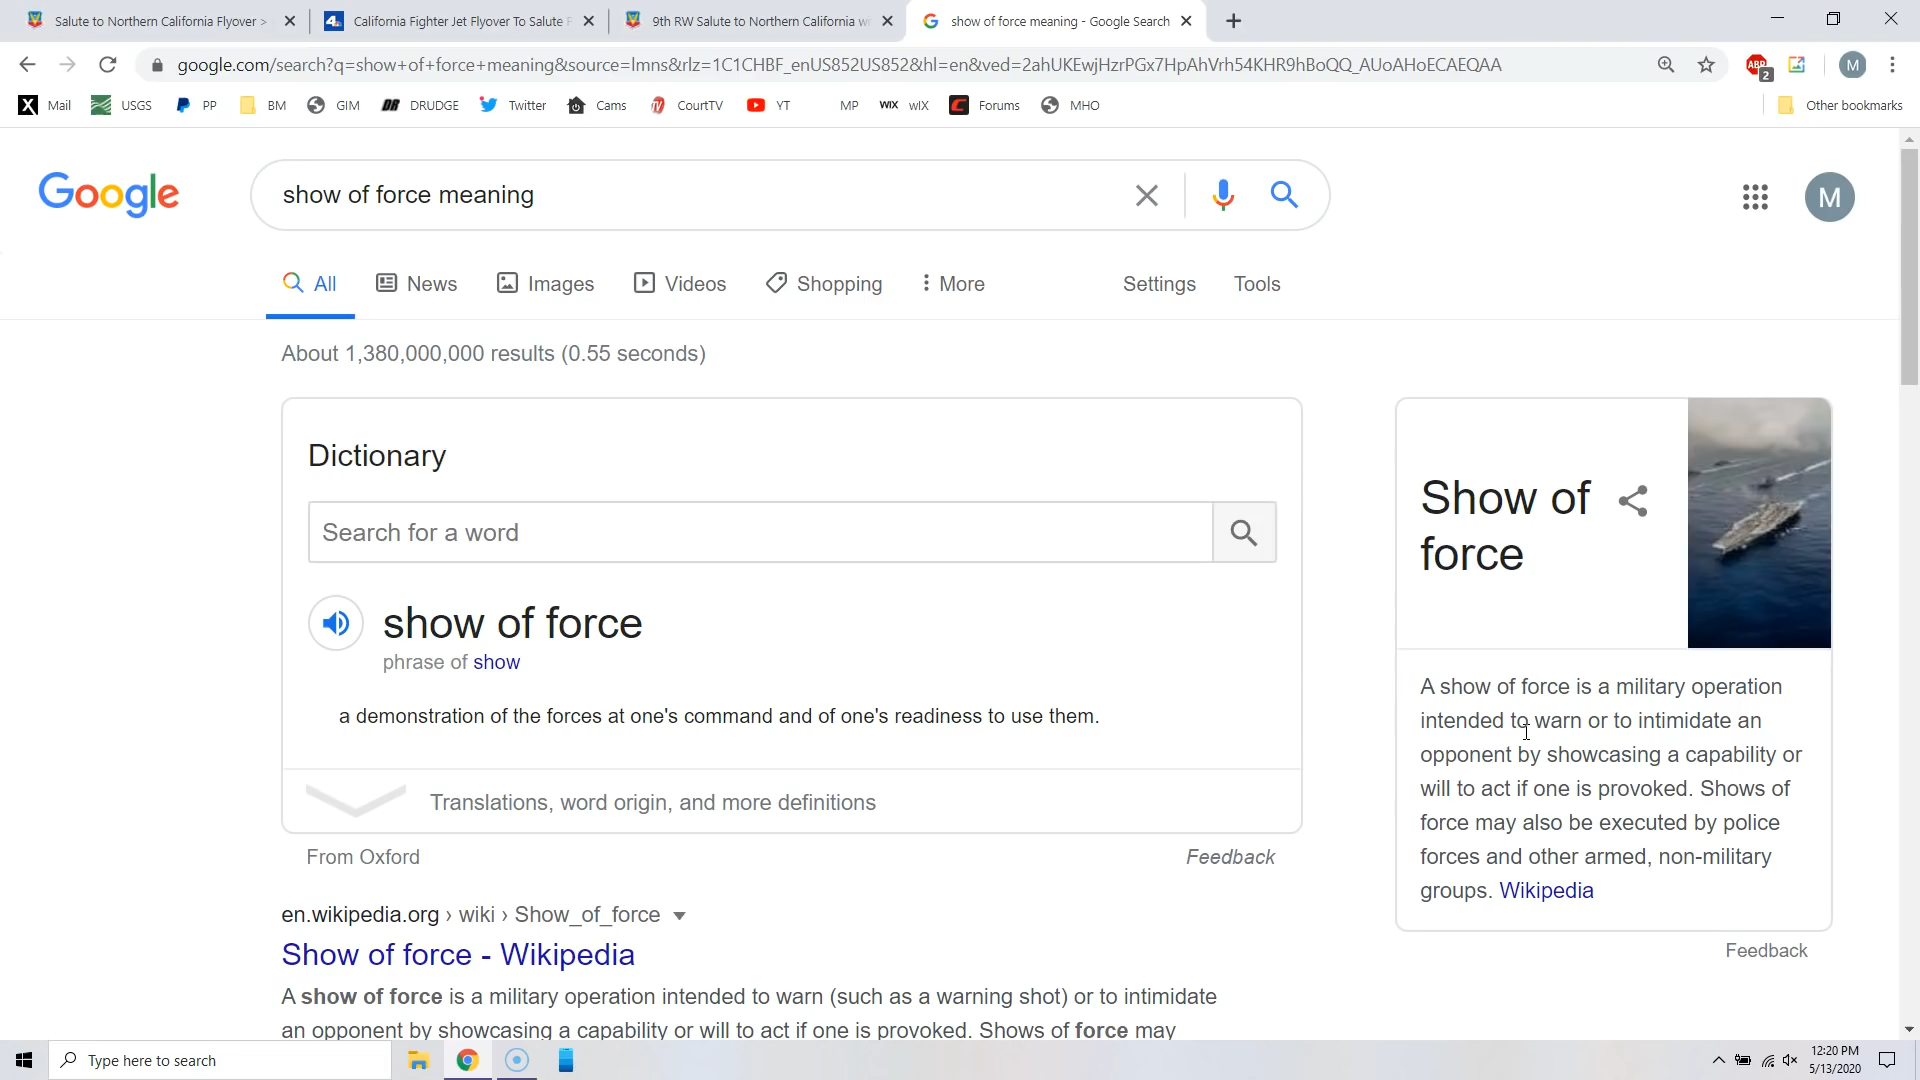 Salute to Northern California Flyover >
California Fighter Jet Flyover To Salute F
9th RW Salute to Northern California wi
show of force meaning - Google Search
google.com/search?q=show+of+force+meaning&source=lmns&rlz=1C1CHBF_enUS852US852&hl=en&ved=2ahUKEwjHzrPGx7HpAhVrh54KHR9hBoQQ_AUoAHoECAEQAA
ABP 2
M
X Mail
USGS
PP
BM
GIM
DR DRUDGE
Twitter
Cams
CourtTV
YT
MP
WIX wIX
Forums
MHO
Other bookmarks
Google
show of force meaning
M
All
News
Images
Videos
Shopping
More
Settings
Tools
About 1,380,000,000 results (0.55 seconds)
Dictionary
Search for a word
show of force
phrase of show
a demonstration of the forces at one's command and of one's readiness to use them.
Translations, word origin, and more definitions
From Oxford
Feedback
en.wikipedia.org › wiki › Show_of_force
Show of force - Wikipedia
A show of force is a military operation intended to warn (such as a warning shot) or to intimidate
an opponent by showcasing a capability or will to act if one is provoked. Shows of force may
Show of
force
A show of force is a military operation
intended to warn or to intimidate an
opponent by showcasing a capability or
will to act if one is provoked. Shows of
force may also be executed by police
forces and other armed, non-military
groups. Wikipedia
Feedback
Type here to search
12:20 PM
5/13/2020